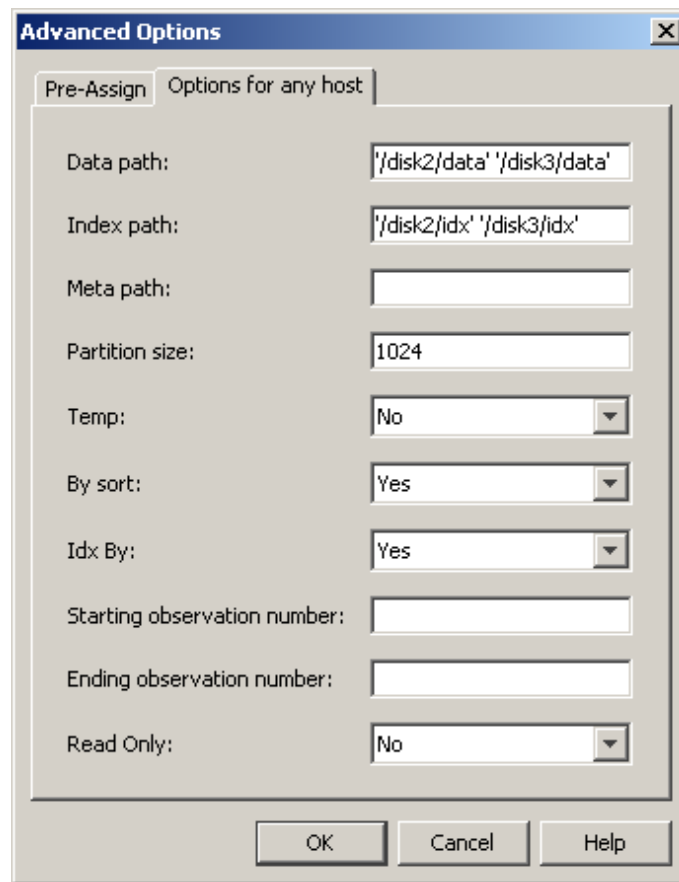 Advanced Options
Pre-Assign Options for any host
Data path: '/disk2/data' '/disk3/data'
Index path: '/disk2/idx' '/disk3/idx'
Meta path:
Partition size: 1024
Temp: No
By sort: Yes
Idx By: Yes
Starting observation number:
Ending observation number:
Read Only: No
OK Cancel Help